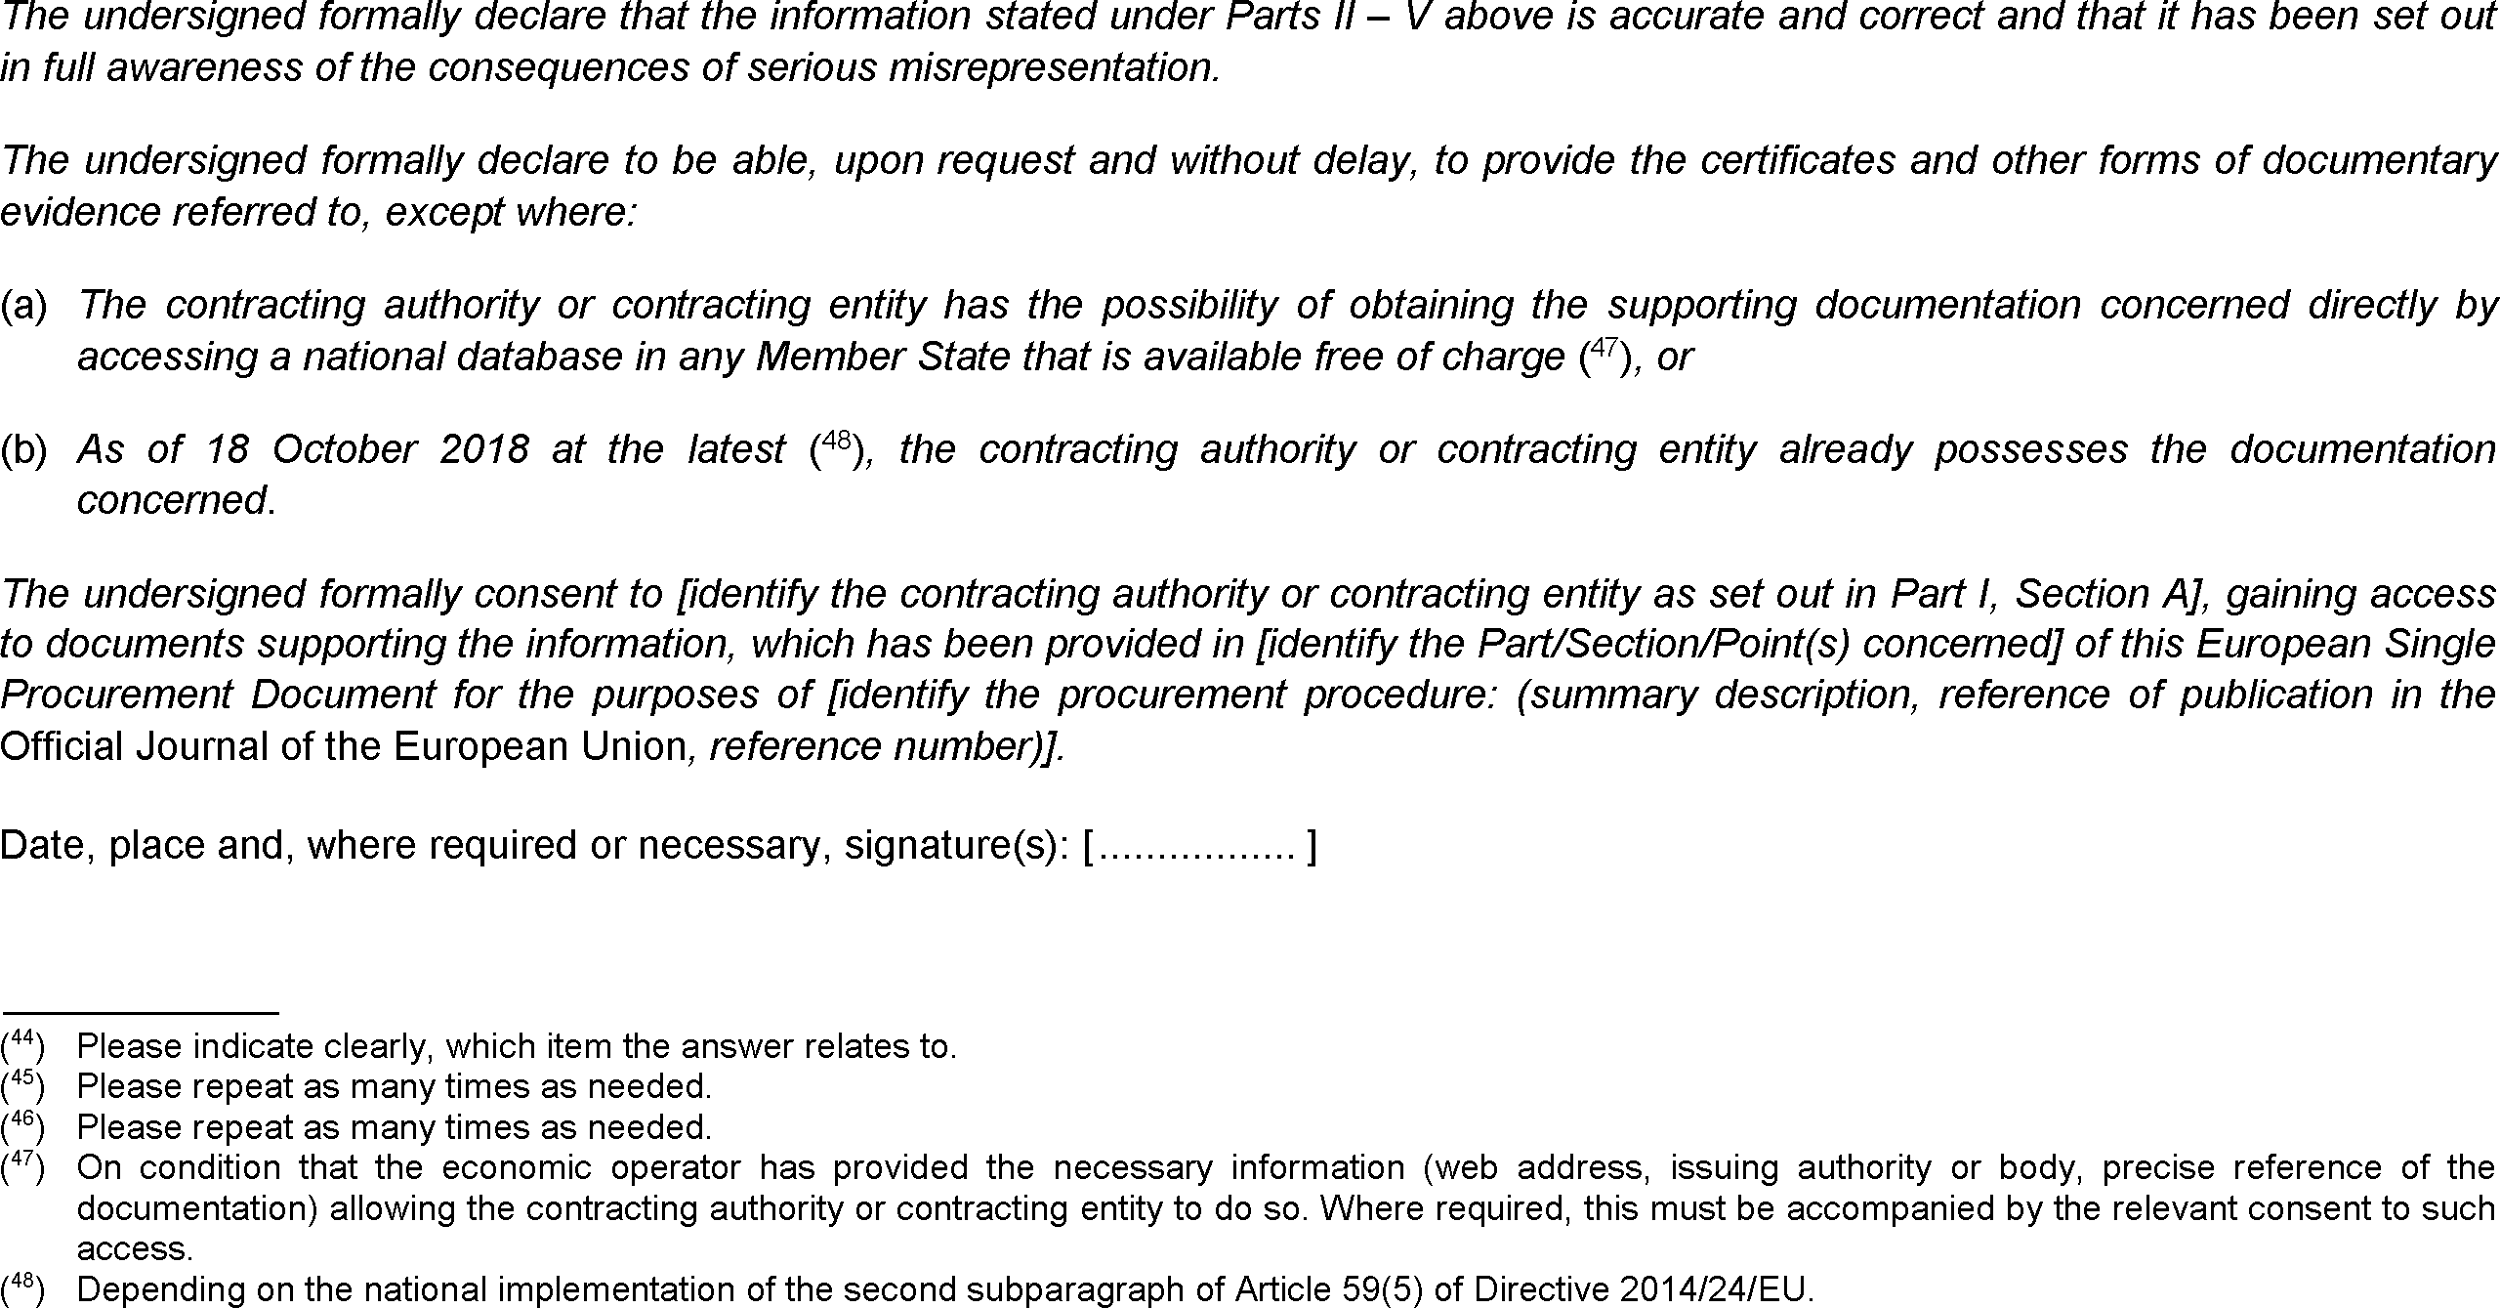 The undersigned formally declare that the information stated under Parts II – V above is accurate and correct and that it has been set out
in full awareness of the consequences of serious misrepresentation.
The undersigned formally declare to be able, upon request and without delay, to provide the certificates and other forms of documentary
evidence referred to, except where:
(a) The contracting authority or contracting entity has the possibility of obtaining the supporting documentation concerned directly by
accessing a national database in any Member State that is available free of charge (47), or
(b) As of 18 October 2018 at the latest (48), the contracting authority or contracting entity already possesses the documentation
concerned.
The undersigned formally consent to [identify the contracting authority or contracting entity as set out in Part I, Section A], gaining access
to documents supporting the information, which has been provided in [identify the Part/Section/Point(s) concerned] of this European Single
Procurement Document for the purposes of [identify the procurement procedure: (summary description, reference of publication in the
Official Journal of the European Union, reference number)].
Date, place and, where required or necessary, signature(s): [................. ]
(44) Please indicate clearly, which item the answer relates to.
(45) Please repeat as many times as needed.
(46) Please repeat as many times as needed.
(47) On condition that the economic operator has provided the necessary information (web address, issuing authority or body, precise reference of the
documentation) allowing the contracting authority or contracting entity to do so. Where required, this must be accompanied by the relevant consent to such
access.
(48) Depending on the national implementation of the second subparagraph of Article 59(5) of Directive 2014/24/EU.